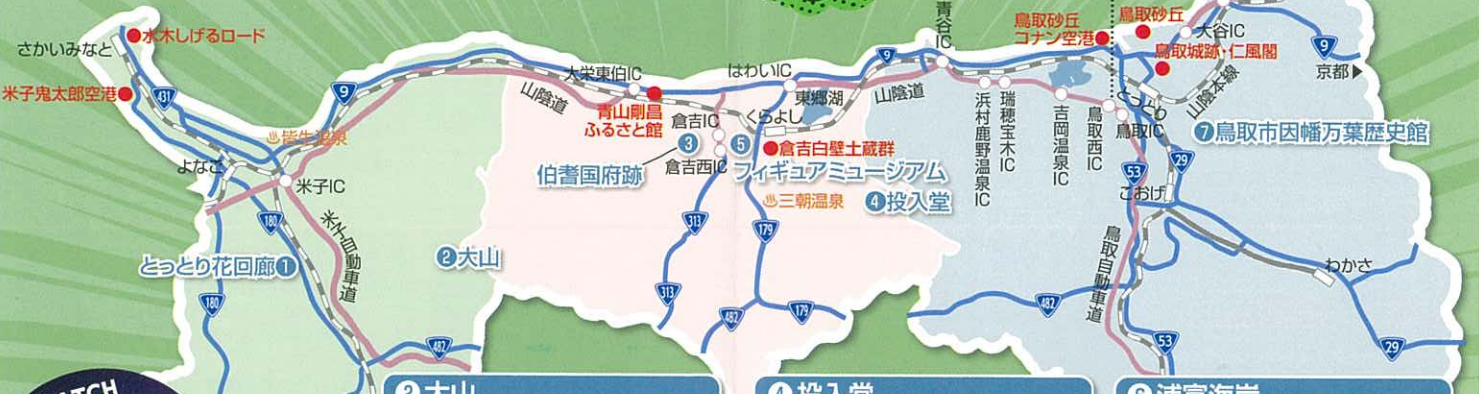 さかいみなと
水木しげるロード
米子鬼太郎空港
431
9
皆生温泉
よなご
米子IC
180
米子自動車道
とっとり花回廊1
2大山
180
482
大栄東伯IC
山陰道
青山剛昌
ふるさと館
倉吉IC
3
伯耆国府跡
倉吉西IC
はわいIC
東郷湖
くらよし
5
倉吉白壁土蔵群
フィギュアミュージアム
三朝温泉
4投入堂
313
179
313
482
179
9
山陰道
青谷IC
浜村鹿野温泉IC
瑞穂宝木IC
吉岡温泉IC
鳥取西IC
鳥取IC
とっとり
鳥取砂丘
コナン空港
鳥取砂丘
大谷IC
鳥取城跡・仁風閣
山陰本線
9
京都
7鳥取市因幡万葉歴史館
29
53
こおげ
鳥取自動車道
わかさ
482
53
29
2大山
4投入堂
6浦富海岸